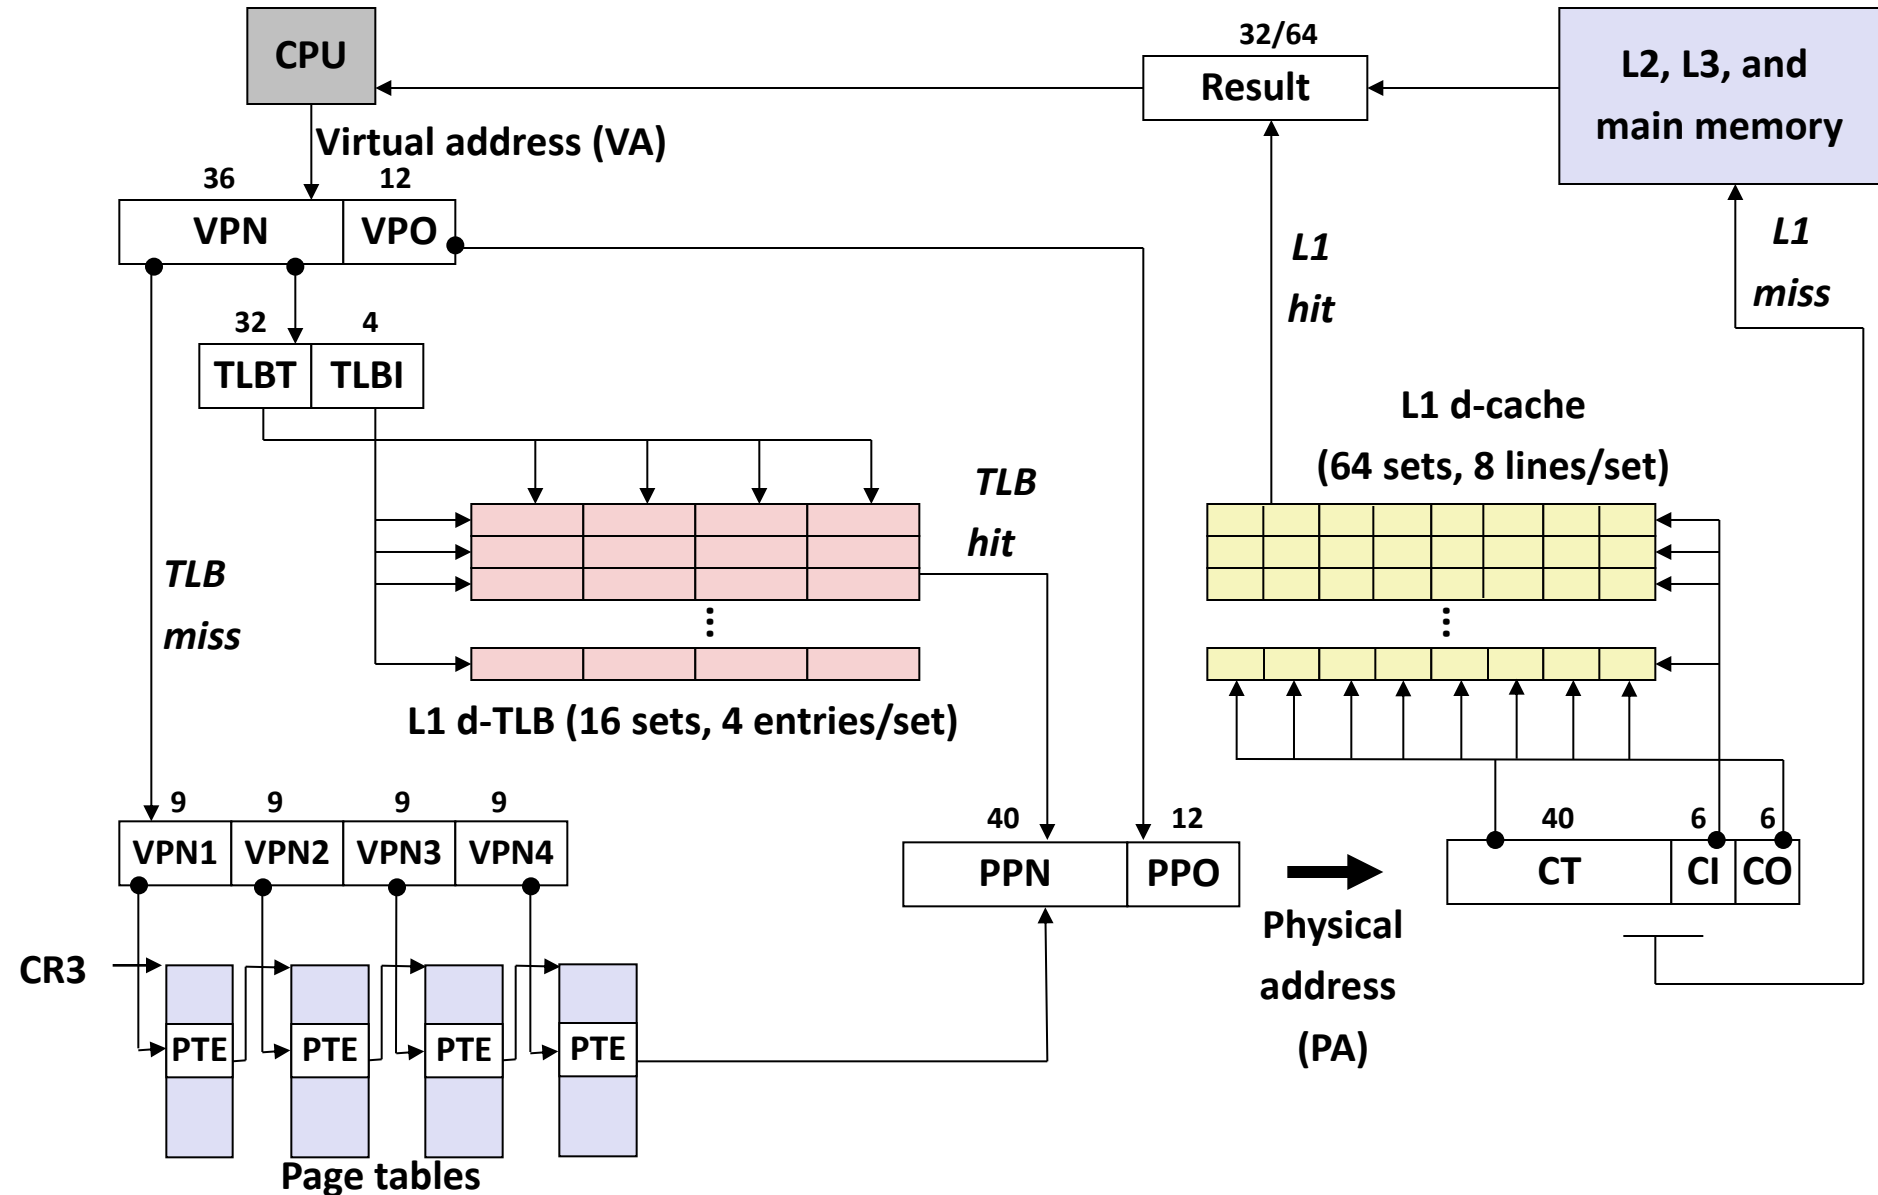 CPU
32/64
Result
L2, L3, and
main memory
Virtual address (VA)
36
12
VPN
VPO
L1
hit
L1
miss
32
4
TLBT
TLBI
L1 d-cache
(64 sets, 8 lines/set)
TLB
hit
TLB
miss
...
...
L1 d-TLB (16 sets, 4 entries/set)
9
9
9
9
VPN1
VPN2
VPN3
VPN4
40
12
PPN
PPO
40
6
6
CT
CI
CO
Physical
address
(PA)
CR3
PTE
PTE
PTE
PTE
Page tables